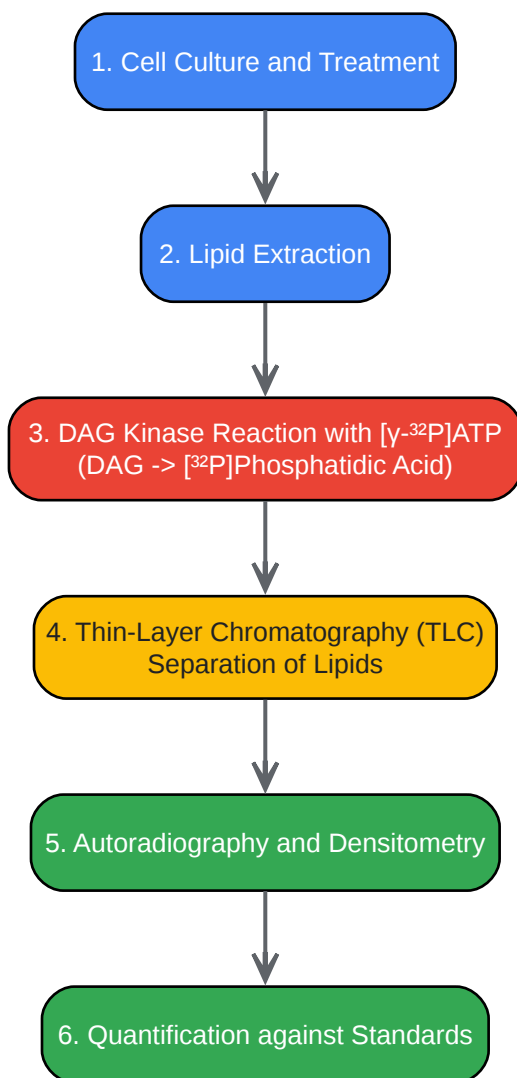 1. Cell Culture and Treatment
2. Lipid Extraction
3. DAG Kinase Reaction with [γ-³²P]ATP
(DAG -> [³²P]Phosphatidic Acid)
4. Thin-Layer Chromatography (TLC)
Separation of Lipids
5. Autoradiography and Densitometry
6. Quantification against Standards